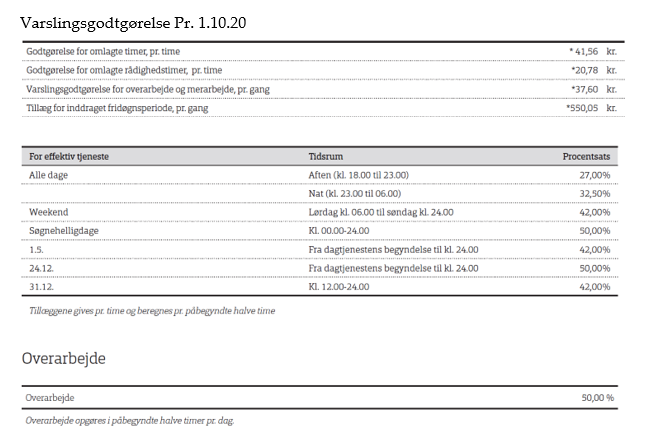 Varslingsgodtgørelse Pr. 1.10.20
Godtgørelse for omlagte timer, pr. time * 41,56 kr.
Godtgørelse for omlagte rådighedstimer, pr. time *20,78 kr.
Varslingsgodtgørelse for overarbejde og merarbejde, pr. gang *37,60 kr.
Tillæg for inddraget fridøgnsperiode, pr. gang *550,05 kr.
For effektiv tjeneste Tidsrum Procentsats
Alle dage Aften (kl. 18.00 til 23.00) 27,00%
Nat (kl. 23.00 til 06.00) 32,50%
Weekend Lørdag kl. 06.00 til søndag kl. 24.00 42,00%
Søgnehelligdage Kl. 00.00-24.00 50,00%
1.5. Fra dagtjenestens begyndelse til kl. 24.00 42,00%
24.12. Fra dagtjenestens begyndelse til kl. 24.00 50,00%
31.12. Kl. 12.00-24.00 42,00%
Tillæggene gives pr. time og beregnes pr. påbegyndte halve time
Overarbejde
Overarbejde 50,00 %
Overarbejde opgøres i påbegyndte halve timer pr. dag.